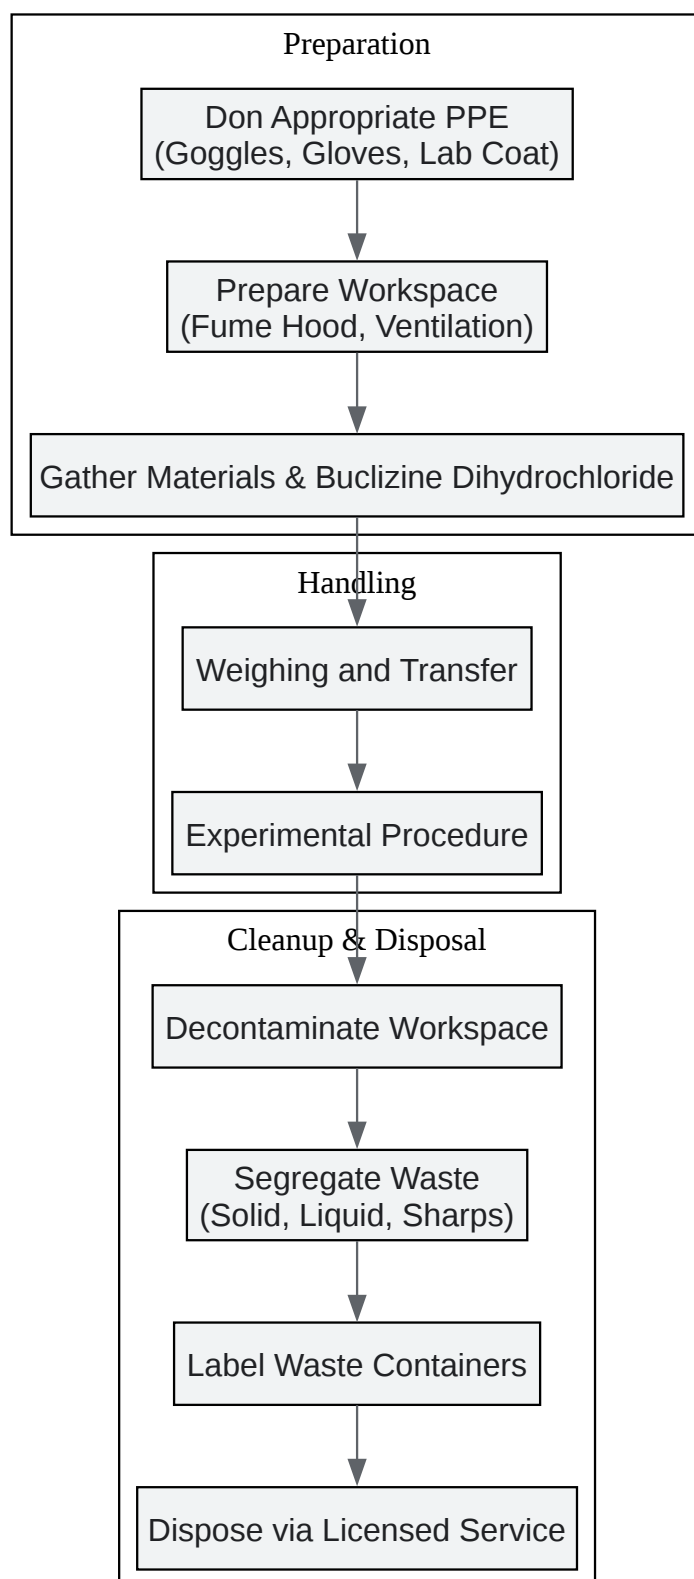 Preparation
Don Appropriate PPE
(Goggles, Gloves, Lab Coat)
Prepare Workspace
(Fume Hood, Ventilation)
Gather Materials & Buclizine Dihydrochloride
Handling
Weighing and Transfer
Experimental Procedure
Cleanup & Disposal
Decontaminate Workspace
Segregate Waste
(Solid, Liquid, Sharps)
Label Waste Containers
Dispose via Licensed Service